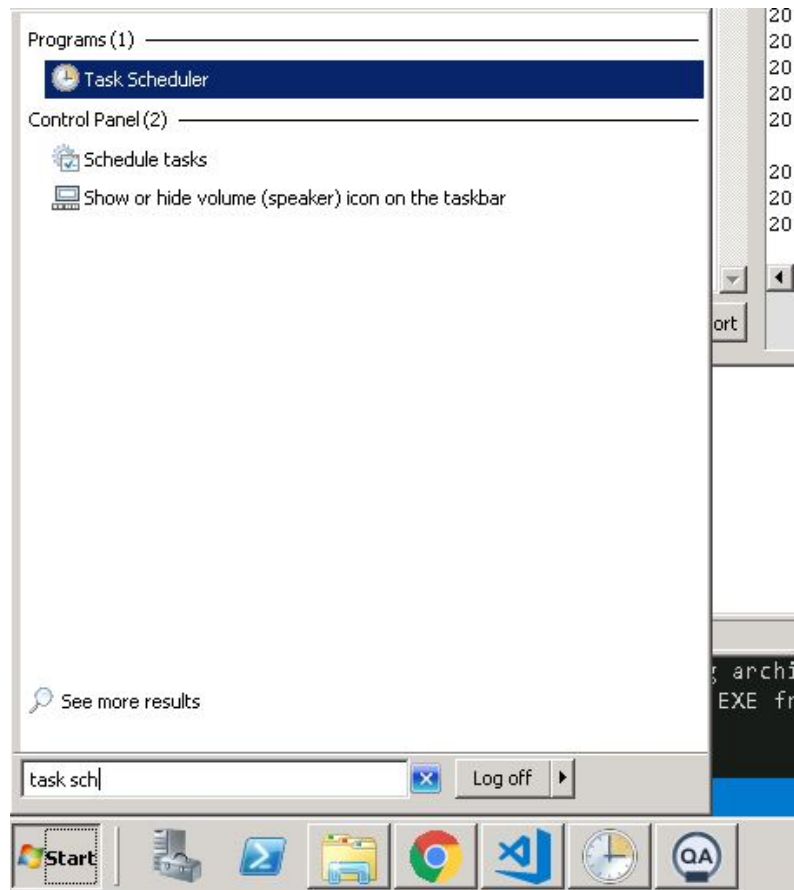 Programs (1)
Task Scheduler
Control Panel (2)
Schedule tasks
Show or hide volume (speaker) icon on the taskbar
See more results
task sch
Log off
Start
QA
20
20
20
20
20
20
20
20
ort
g archi
EXE fr